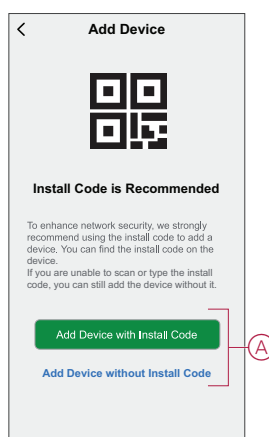 Add Device
Install Code is Recommended
To enhance network security, we strongly
recommend using the install code to add a
device. You can find the install code on the
device.
If you are unable to scan or type the install
code, you can still add the device without it.
Add Device with Install Code
A
Add Device without Install Code